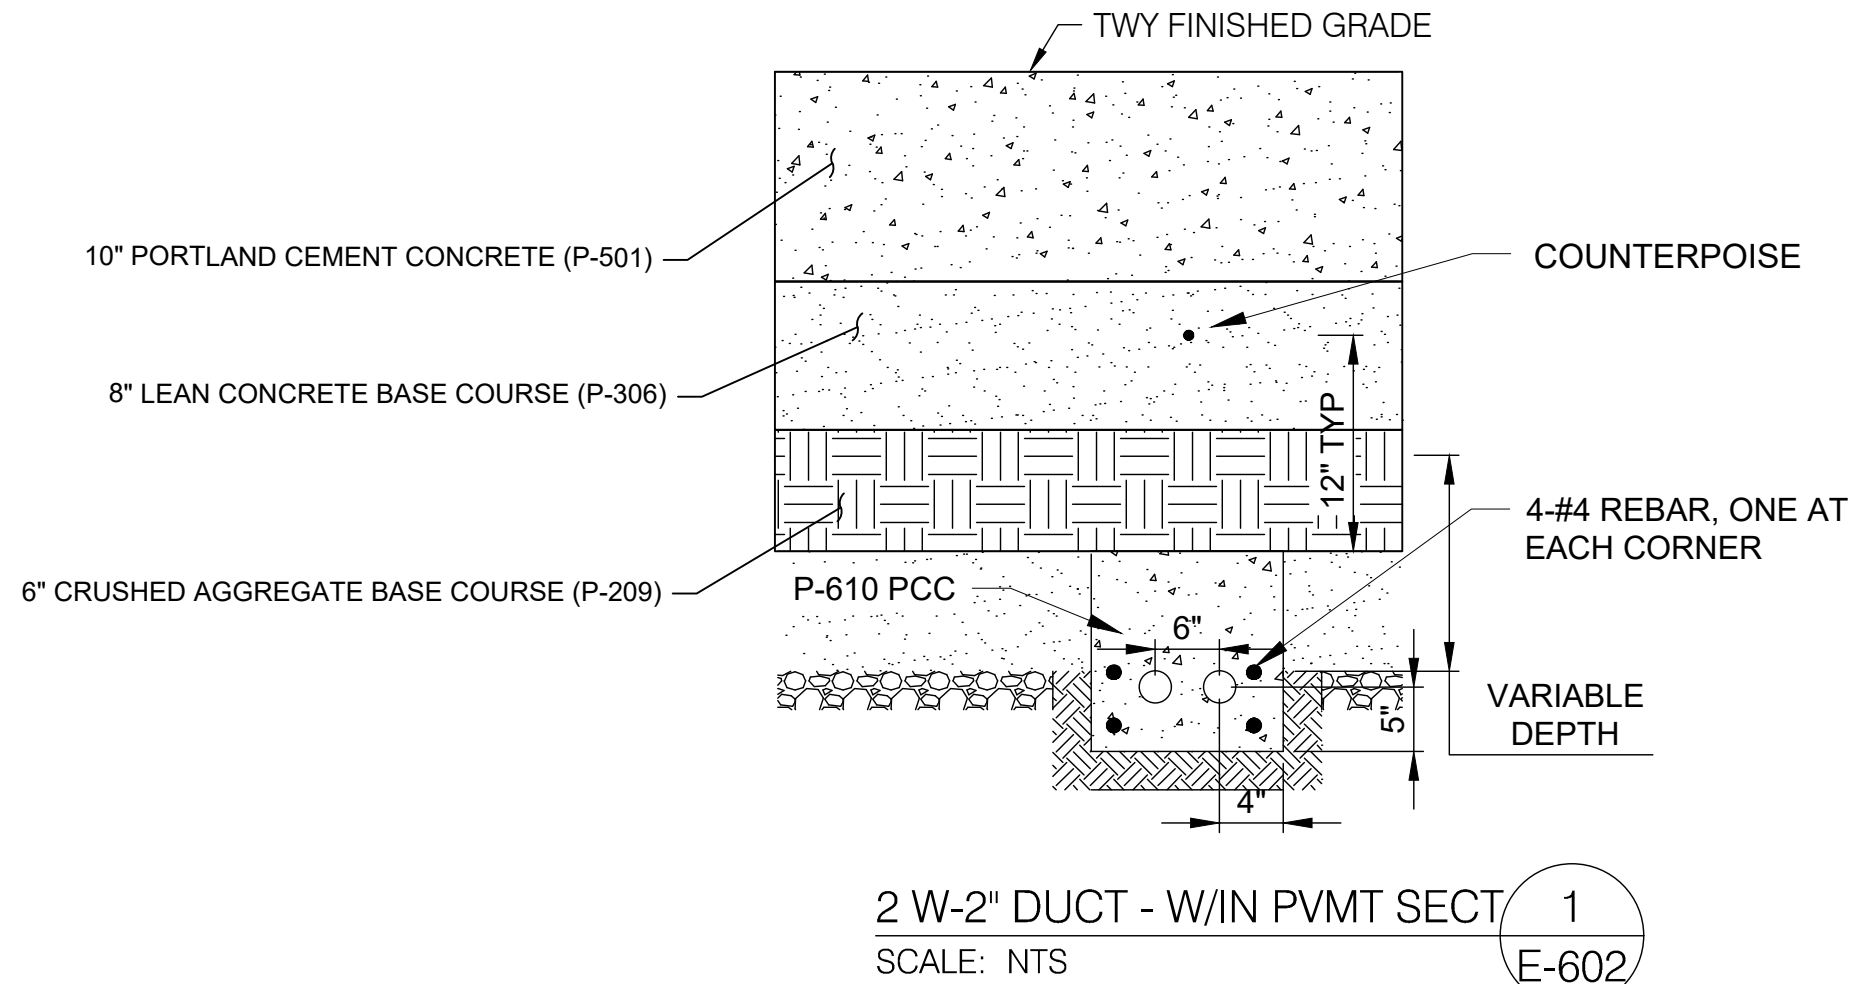 TWY FINISHED GRADE
10" PORTLAND CEMENT CONCRETE (P-501)
COUNTERPOISE
8" LEAN CONCRETE BASE COURSE (P-306)
12" TYP
4-#4 REBAR, ONE AT
EACH CORNER
6" CRUSHED AGGREGATE BASE COURSE (P-209)
P-610 PCC
6"
VARIABLE
DEPTH
5"
4"
2 W-2" DUCT - W/IN PVMT SECT
1
SCALE: NTS
E-602